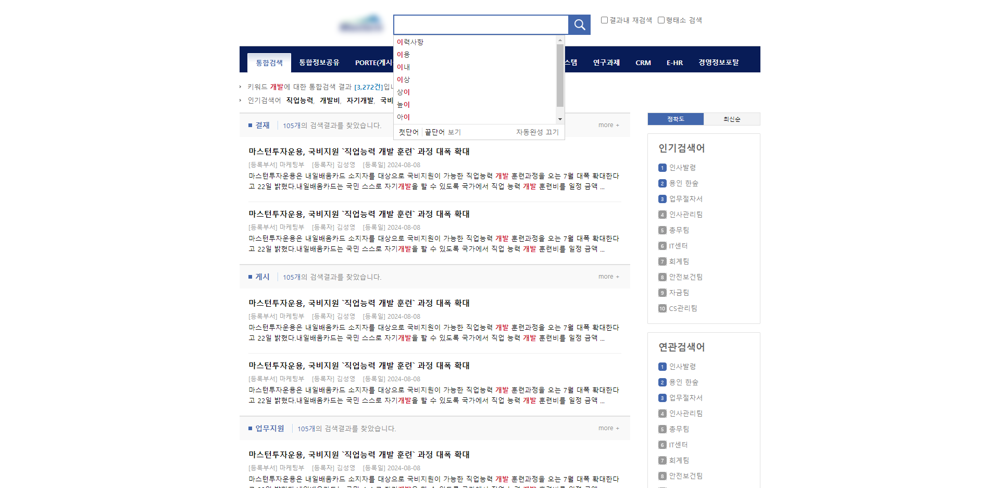 결과내 재검색 형태소 검색
이력사항
이용
이내
이상
상이
높이
아이
첫단어 끝단어 보기 자동완성 끄기
통합검색 통합정보공유 PORTE(게시 스템 연구과제 CRM E-HR 경영정보포탈
키워드 개발에 대한 통합검색 결과 [3,272건]입니
인기검색어 직업능력, 개발비, 자기개발, 국비
정확도 최신순
결재 105개의 검색결과를 찾았습니다. more +
마스턴투자운용, 국비지원 `직업능력 개발 훈련` 과정 대폭 확대
[등록부서] 마케팅부 [등록자] 김성영 [등록일] 2024-08-08
마스턴투자운용은 내일배움카드 소지자를 대상으로 국비지원이 가능한 직업능력 개발 훈련과정을 오는 7월 대폭 확대한다
고 22일 밝혔다.내일배움카드는 국민 스스로 자기개발을 할 수 있도록 국가에서 직업 능력 개발 훈련비를 일정 금액 ...
마스턴투자운용, 국비지원 `직업능력 개발 훈련` 과정 대폭 확대
[등록부서] 마케팅부 [등록자] 김성영 [등록일] 2024-08-08
마스턴투자운용은 내일배움카드 소지자를 대상으로 국비지원이 가능한 직업능력 개발 훈련과정을 오는 7월 대폭 확대한다
고 22일 밝혔다.내일배움카드는 국민 스스로 자기개발을 할 수 있도록 국가에서 직업 능력 개발 훈련비를 일정 금액 ...
게시 105개의 검색결과를 찾았습니다. more +
마스턴투자운용, 국비지원 `직업능력 개발 훈련` 과정 대폭 확대
[등록부서] 마케팅부 [등록자] 김성영 [등록일] 2024-08-08
마스턴투자운용은 내일배움카드 소지자를 대상으로 국비지원이 가능한 직업능력 개발 훈련과정을 오는 7월 대폭 확대한다
고 22일 밝혔다.내일배움카드는 국민 스스로 자기개발을 할 수 있도록 국가에서 직업 능력 개발 훈련비를 일정 금액 ...
마스턴투자운용, 국비지원 `직업능력 개발 훈련` 과정 대폭 확대
[등록부서] 마케팅부 [등록자] 김성영 [등록일] 2024-08-08
마스턴투자운용은 내일배움카드 소지자를 대상으로 국비지원이 가능한 직업능력 개발 훈련과정을 오는 7월 대폭 확대한다
고 22일 밝혔다.내일배움카드는 국민 스스로 자기개발을 할 수 있도록 국가에서 직업 능력 개발 훈련비를 일정 금액 ...
업무지원 105개의 검색결과를 찾았습니다. more +
마스턴투자운용, 국비지원 `직업능력 개발 훈련` 과정 대폭 확대
[등록부서] 마케팅부 [등록자] 김성영 [등록일] 2024-08-08
마스턴투자운용은 내일배움카드 소지자를 대상으로 국비지원이 가능한 직업능력 개발 훈련과정을 오는 7월 대폭 확대한다
인기검색어
1 인사발령
2 용인 한숲
3 업무절차서
4 인사관리팀
5 총무팀
6 IT센터
7 회계팀
8 안전보건팀
9 자금팀
10 CS관리팀
연관검색어
1 인사발령
2 용인 한숲
3 업무절차서
4 인사관리팀
5 총무팀
6 IT센터
7 회계팀
8 안전보건팀